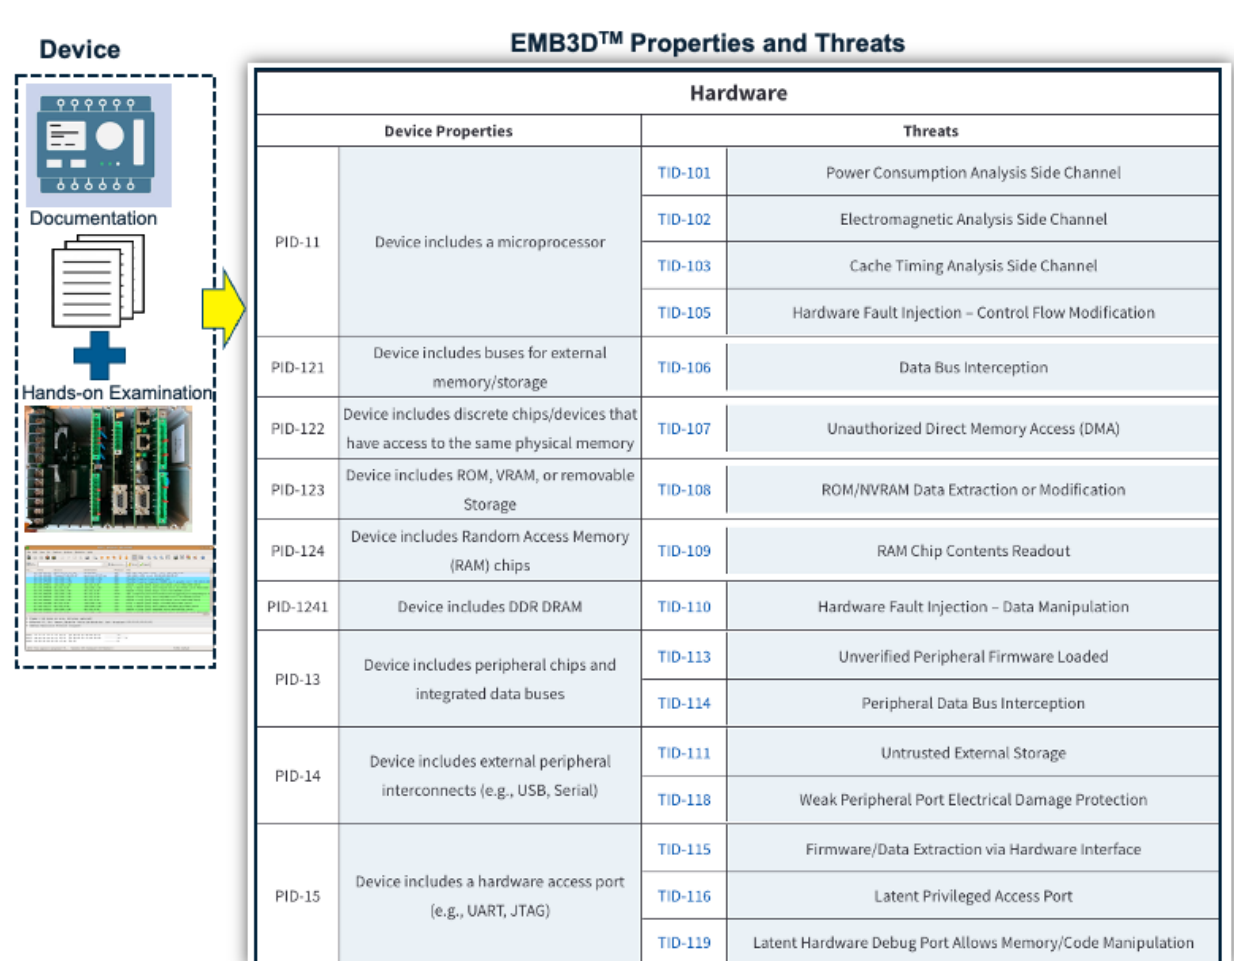 Device
EMB3D™ Properties and Threats
Documentation
Hands-on Examination
Hardware
Device Properties
Threats
PID-11
Device includes a microprocessor
TID-101
Power Consumption Analysis Side Channel
TID-102
Electromagnetic Analysis Side Channel
TID-103
Cache Timing Analysis Side Channel
TID-105
Hardware Fault Injection – Control Flow Modification
PID-121
Device includes buses for external
memory/storage
TID-106
Data Bus Interception
PID-122
Device includes discrete chips/devices that
have access to the same physical memory
TID-107
Unauthorized Direct Memory Access (DMA)
PID-123
Device includes ROM, VRAM, or removable
Storage
TID-108
ROM/NVRAM Data Extraction or Modification
PID-124
Device includes Random Access Memory
(RAM) chips
TID-109
RAM Chip Contents Readout
PID-1241
Device includes DDR DRAM
TID-110
Hardware Fault Injection – Data Manipulation
PID-13
Device includes peripheral chips and
integrated data buses
TID-113
Unverified Peripheral Firmware Loaded
TID-114
Peripheral Data Bus Interception
PID-14
Device includes external peripheral
interconnects (e.g., USB, Serial)
TID-111
Untrusted External Storage
TID-118
Weak Peripheral Port Electrical Damage Protection
PID-15
Device includes a hardware access port
(e.g., UART, JTAG)
TID-115
Firmware/Data Extraction via Hardware Interface
TID-116
Latent Privileged Access Port
TID-119
Latent Hardware Debug Port Allows Memory/Code Manipulation